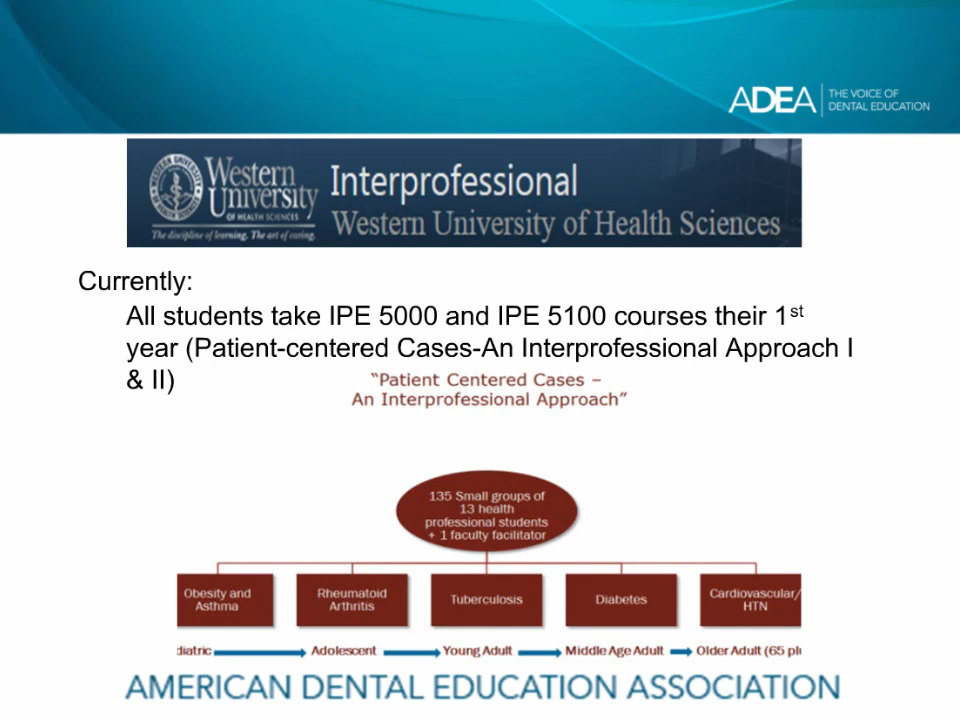 ADEA
THE VOICE OF
DENTAL EDUCATION
Western
University
OF HEALTH SCIENCES
The discipline of learning. The art of caring.
Interprofessional
Western University of Health Sciences
Currently:
All students take IPE 5000 and IPE 5100 courses their 1st
year (Patient-centered Cases-An Interprofessional Approach I
& II)
“Patient Centered Cases –
An Interprofessional Approach”
135 Small groups of
13 health
professional students
+ 1 faculty facilitator
Obesity and
Asthma
Rheumatoid
Arthritis
Tuberculosis
Diabetes
Cardiovascular/
HTN
diatric
Adolescent
Young Adult
Middle Age Adult
Older Adult (65 pl
AMERICAN DENTAL EDUCATION ASSOCIATION